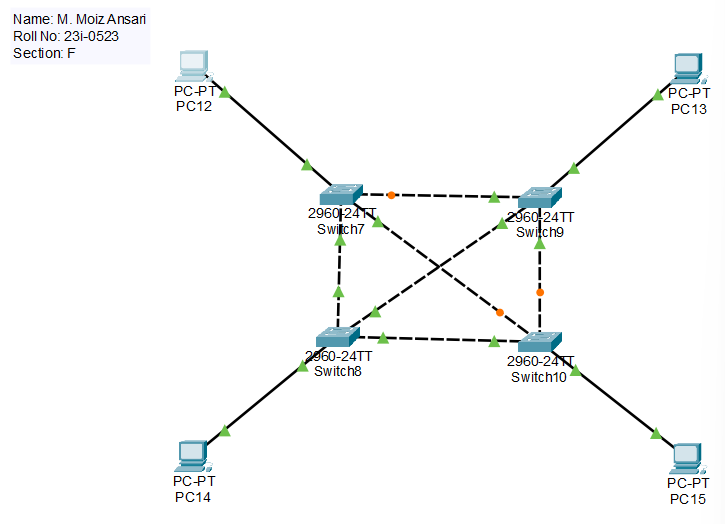 Name: M. Moiz Ansari
Roll No: 23i-0523
Section: F
PC-PT
PC12
PC-PT
PC13
2960-24TT
Switch7
2960-24TT
Switch9
2960-24TT
Switch8
2960-24TT
Switch10
PC-PT
PC14
PC-PT
PC15